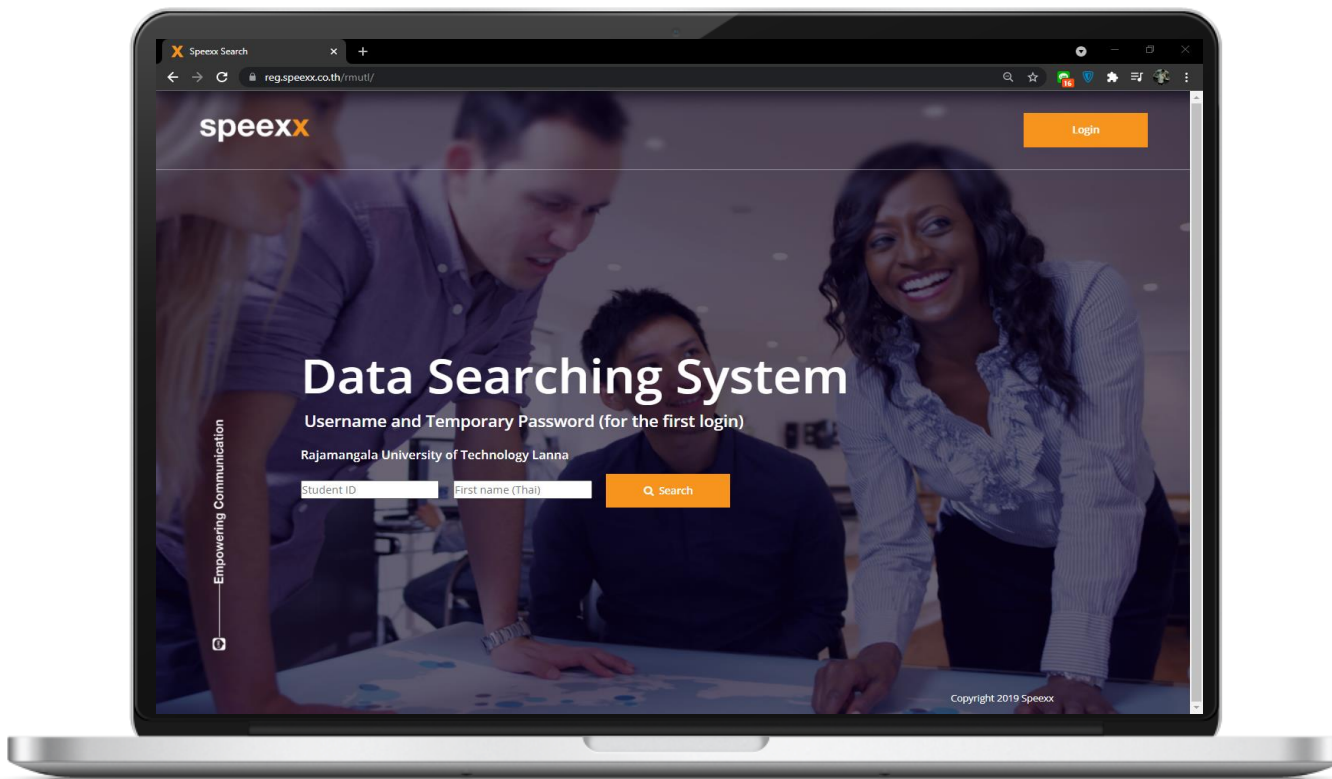 Speexx Search
reg.speexx.co.th/rmutl/
16
speexx
Login
Data Searching System
Username and Temporary Password (for the first login)
Rajamangala University of Technology Lanna
Student ID
First name (Thai)
Search
Empowering Communication
Copyright 2019 Speexx